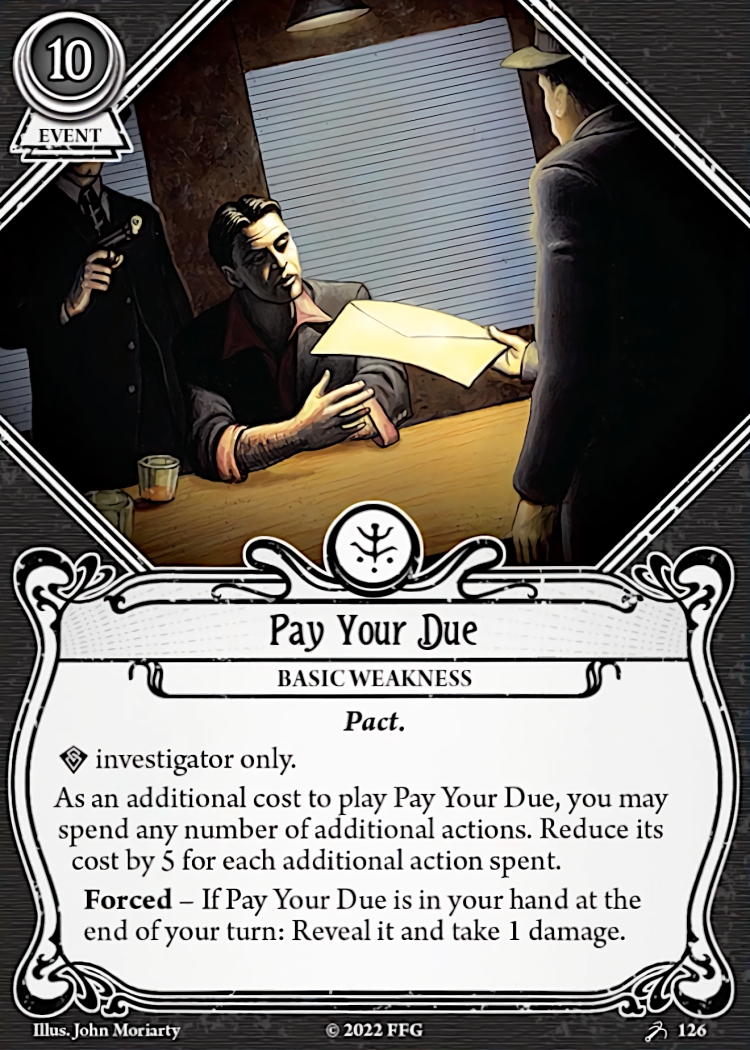 10
EVENT
Pay Your Due
BASIC WEAKNESS
Pact.
investigator only.
As an additional cost to play Pay Your Due, you may
spend any number of additional actions. Reduce its
cost by 5 for each additional action spent.
Forced – If Pay Your Due is in your hand at the
end of your turn: Reveal it and take 1 damage.
Illus. John Moriarty
© 2022 FFG
126